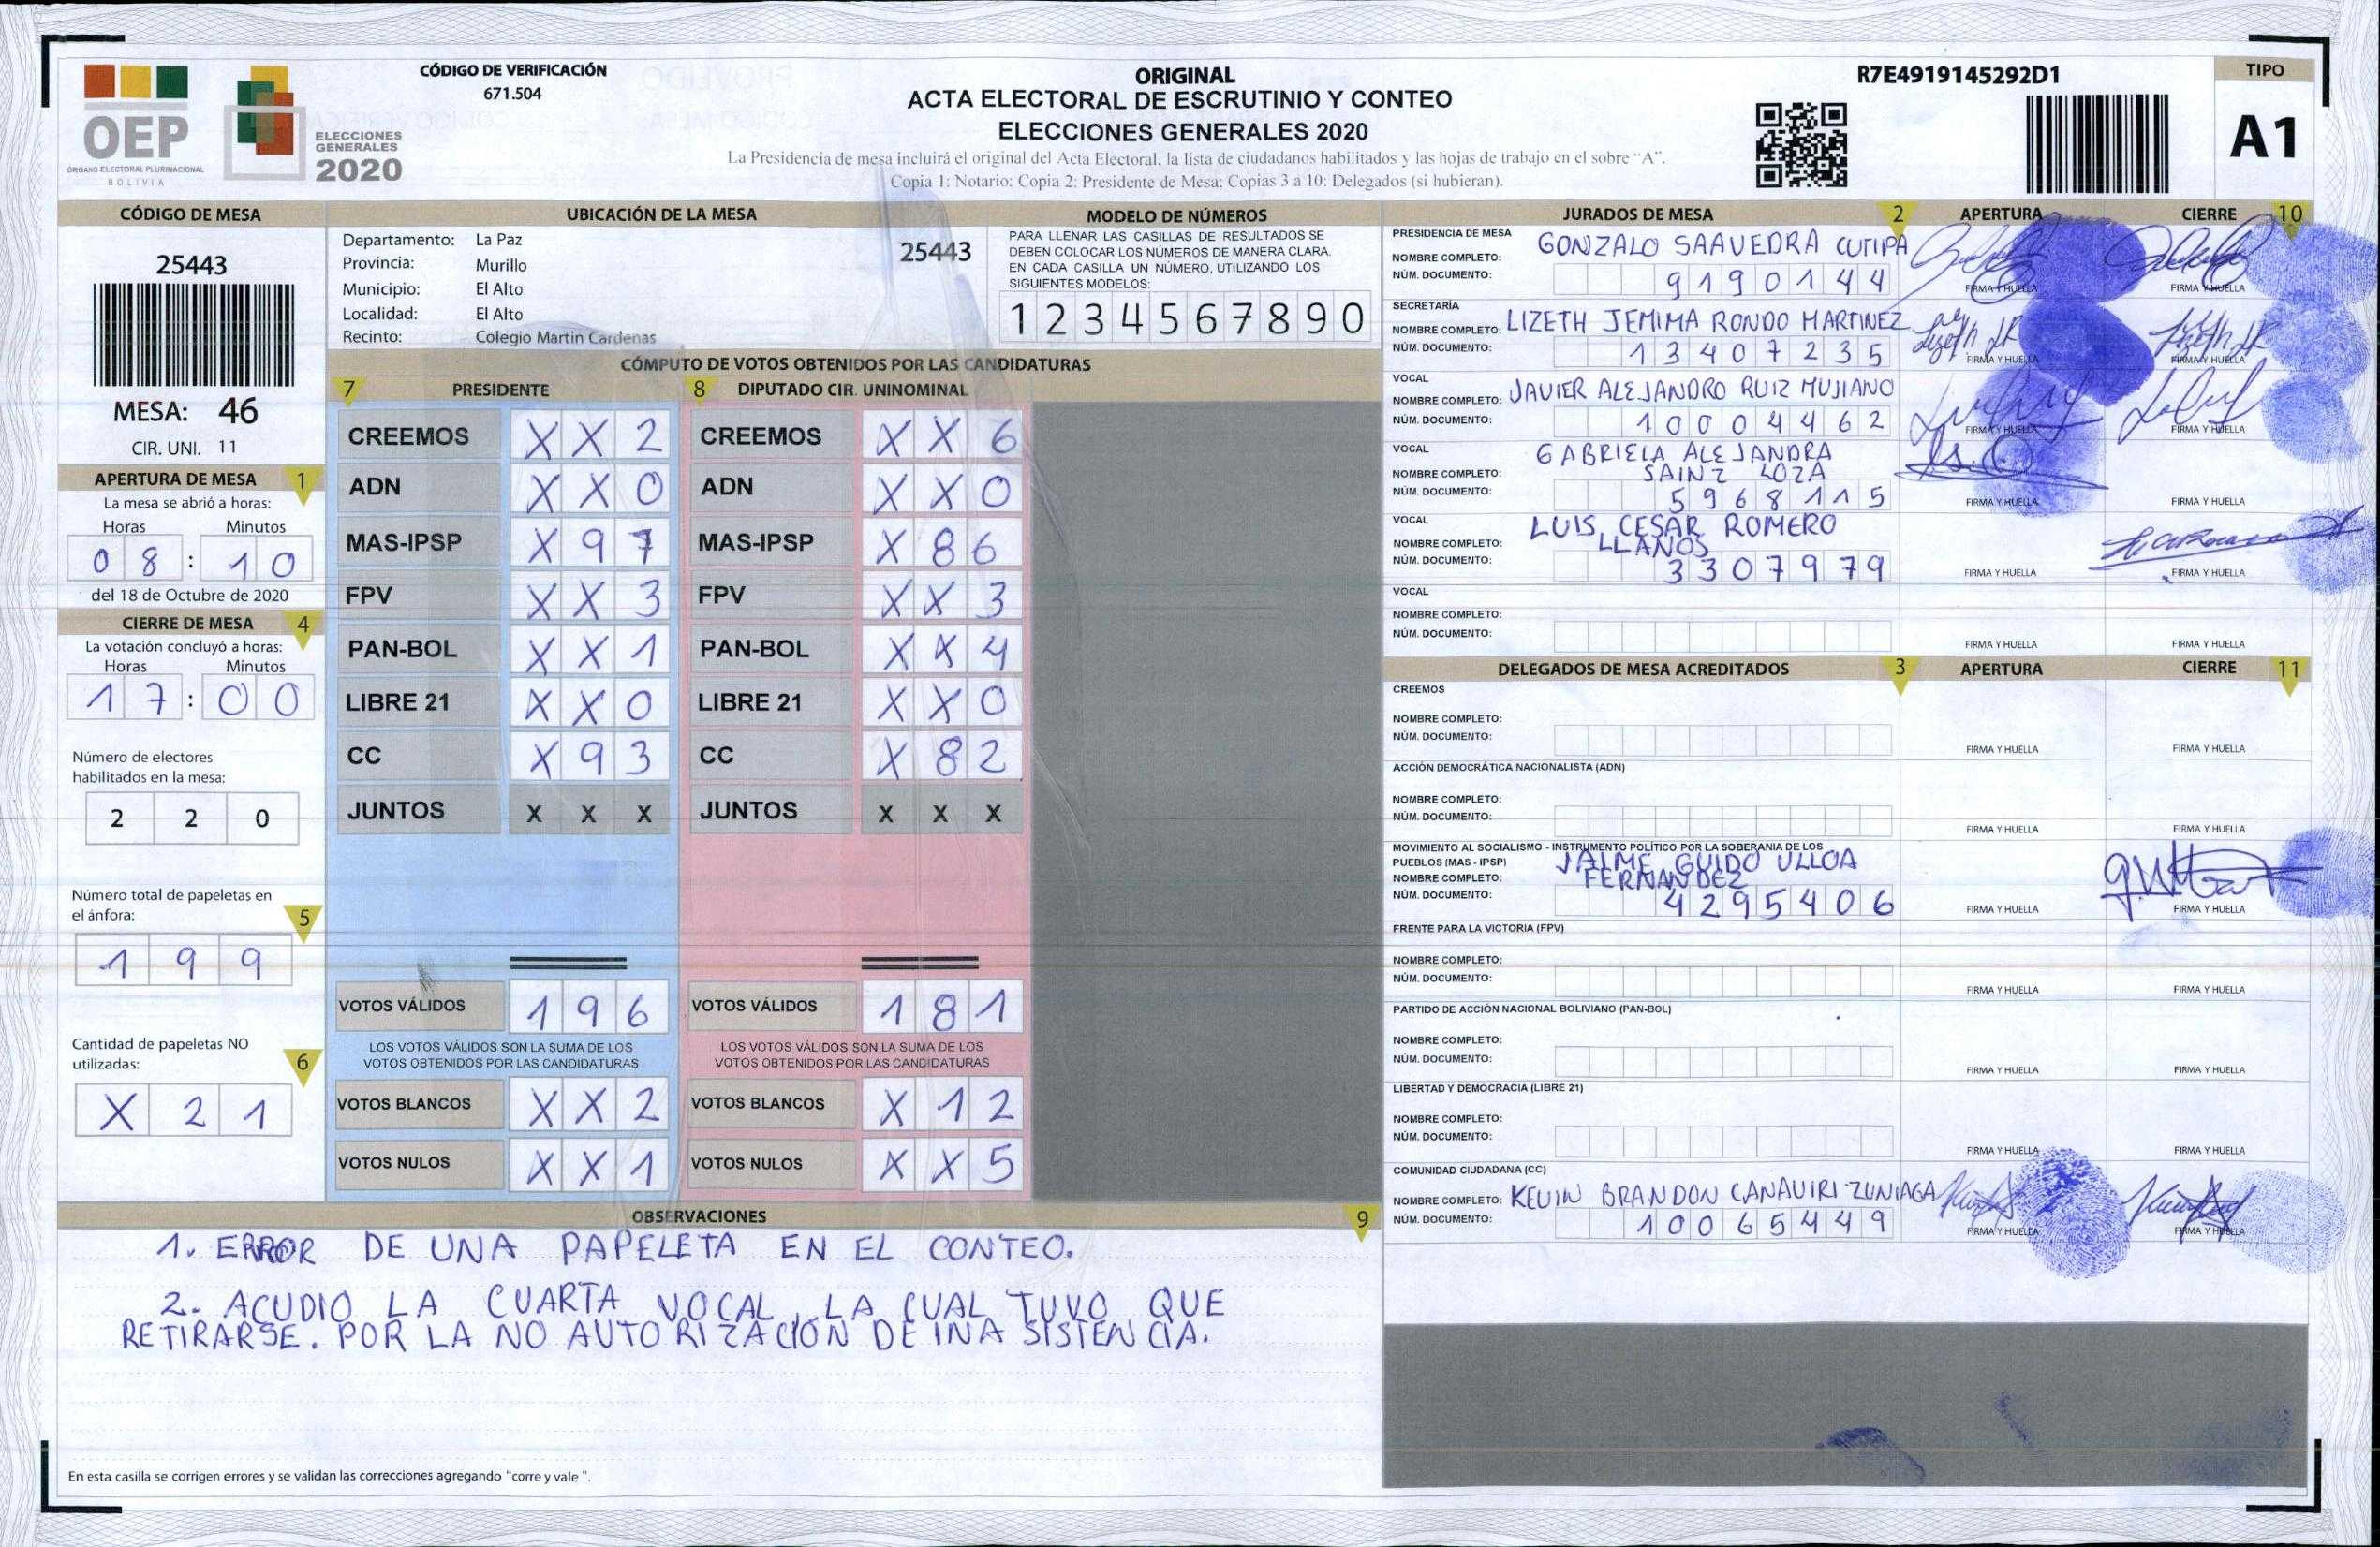 OEP
ÓRGANO ELECTORAL PLURINACIONAL
BOLIVIA
ELECCIONES
GENERALES
2020
CÓDIGO DE VERIFICACIÓN
671.504
ORIGINAL
ACTA ELECTORAL DE ESCRUTINIO Y CONTEO
ELECCIONES GENERALES 2020
La Presidencia de mesa incluirá el original del Acta Electoral, la lista de ciudadanos habilitados y las hojas de trabajo en el sobre "A".
Copia 1: Notario: Copia 2: Presidente de Mesa: Copias 3 a 10: Delegados (si hubieran).
R7E4919145292D1
TIPO
A1
CÓDIGO DE MESA
25443
MESA: 46
CIR. UNI. 11
APERTURA DE MESA 1
La mesa se abrió a horas:
Horas Minutos
08:10
del 18 de Octubre de 2020
CIERRE DE MESA 4
La votación concluyó a horas:
Horas Minutos
17:00
Número de electores
habilitados en la mesa:
2 2 0
Número total de papeletas en
el ánfora: 5
1 9 9
Cantidad de papeletas NO
utilizadas: 6
X 2 1
UBICACIÓN DE LA MESA
Departamento: La Paz
Provincia: Murillo
Municipio: El Alto
Localidad: El Alto
Recinto: Colegio Martin Cardenas
25443
MODELO DE NÚMEROS
PARA LLENAR LAS CASILLAS DE RESULTADOS SE
DEBEN COLOCAR LOS NÚMEROS DE MANERA CLARA.
EN CADA CASILLA UN NÚMERO, UTILIZANDO LOS
SIGUIENTES MODELOS:
1 2 3 4 5 6 7 8 9 0
CÓMPUTO DE VOTOS OBTENIDOS POR LAS CANDIDATURAS
7 PRESIDENTE 8 DIPUTADO CIR. UNINOMINAL
CREEMOS X X 2 CREEMOS X X 6
ADN X X 0 ADN X X 0
MAS-IPSP X 9 7 MAS-IPSP X 8 6
FPV X X 3 FPV X X 3
PAN-BOL X X 1 PAN-BOL X X 4
LIBRE 21 X X 0 LIBRE 21 X X 0
CC X 9 3 CC X 8 2
JUNTOS X X X JUNTOS X X X
VOTOS VÁLIDOS 1 9 6 VOTOS VÁLIDOS 1 8 1
LOS VOTOS VÁLIDOS SON LA SUMA DE LOS LOS VOTOS VÁLIDOS SON LA SUMA DE LOS
VOTOS OBTENIDOS POR LAS CANDIDATURAS VOTOS OBTENIDOS POR LAS CANDIDATURAS
VOTOS BLANCOS X X 2 VOTOS BLANCOS X 1 2
VOTOS NULOS X X 1 VOTOS NULOS X X 5
OBSERVACIONES 9
1. ERROR DE UNA PAPELETA EN EL CONTEO.
2. ACUDIO LA CUARTA VOCAL, LA CUAL TUVO QUE
RETIRARSE. POR LA NO AUTORIZACIÓN DE INA SISTENCIA.
En esta casilla se corrigen errores y se validan las correcciones agregando "corre y vale ".
JURADOS DE MESA 2 APERTURA CIERRE 10
PRESIDENCIA DE MESA
NOMBRE COMPLETO: GONZALO SAAVEDRA CUTIPA
NÚM. DOCUMENTO: 9190144
FIRMA Y HUELLA FIRMA Y HUELLA
SECRETARÍA
NOMBRE COMPLETO: LIZETH JEMIMA RONDO MARTINEZ
NÚM. DOCUMENTO: 13407235
FIRMA Y HUELLA FIRMA Y HUELLA
VOCAL
NOMBRE COMPLETO: JAVIER ALEJANDRO RUIZ MUJIANO
NÚM. DOCUMENTO: 10004462
FIRMA Y HUELLA FIRMA Y HUELLA
VOCAL
NOMBRE COMPLETO: GABRIELA ALEJANDRA
SAINZ LOZA
NÚM. DOCUMENTO: 5968115
FIRMA Y HUELLA FIRMA Y HUELLA
VOCAL
NOMBRE COMPLETO: LUIS CESAR ROMERO
LLANOS
NÚM. DOCUMENTO: 3307979
FIRMA Y HUELLA FIRMA Y HUELLA
VOCAL
NOMBRE COMPLETO:
NÚM. DOCUMENTO:
FIRMA Y HUELLA FIRMA Y HUELLA
DELEGADOS DE MESA ACREDITADOS 3 APERTURA CIERRE 11
CREEMOS
NOMBRE COMPLETO:
NÚM. DOCUMENTO:
FIRMA Y HUELLA FIRMA Y HUELLA
ACCIÓN DEMOCRÁTICA NACIONALISTA (ADN)
NOMBRE COMPLETO:
NÚM. DOCUMENTO:
FIRMA Y HUELLA FIRMA Y HUELLA
MOVIMIENTO AL SOCIALISMO - INSTRUMENTO POLÍTICO POR LA SOBERANIA DE LOS
PUEBLOS (MAS - IPSP) JAIME GUIDO ULLOA
NOMBRE COMPLETO: FERNANDEZ
NÚM. DOCUMENTO: 4295406
FIRMA Y HUELLA FIRMA Y HUELLA
FRENTE PARA LA VICTORIA (FPV)
NOMBRE COMPLETO:
NÚM. DOCUMENTO:
FIRMA Y HUELLA FIRMA Y HUELLA
PARTIDO DE ACCIÓN NACIONAL BOLIVIANO (PAN-BOL)
NOMBRE COMPLETO:
NÚM. DOCUMENTO:
FIRMA Y HUELLA FIRMA Y HUELLA
LIBERTAD Y DEMOCRACIA (LIBRE 21)
NOMBRE COMPLETO:
NÚM. DOCUMENTO:
FIRMA Y HUELLA FIRMA Y HUELLA
COMUNIDAD CIUDADANA (CC)
NOMBRE COMPLETO: KEVIN BRANDON CANAVIRI ZUNIAGA
NÚM. DOCUMENTO: 10065449
FIRMA Y HUELLA FIRMA Y HUELLA